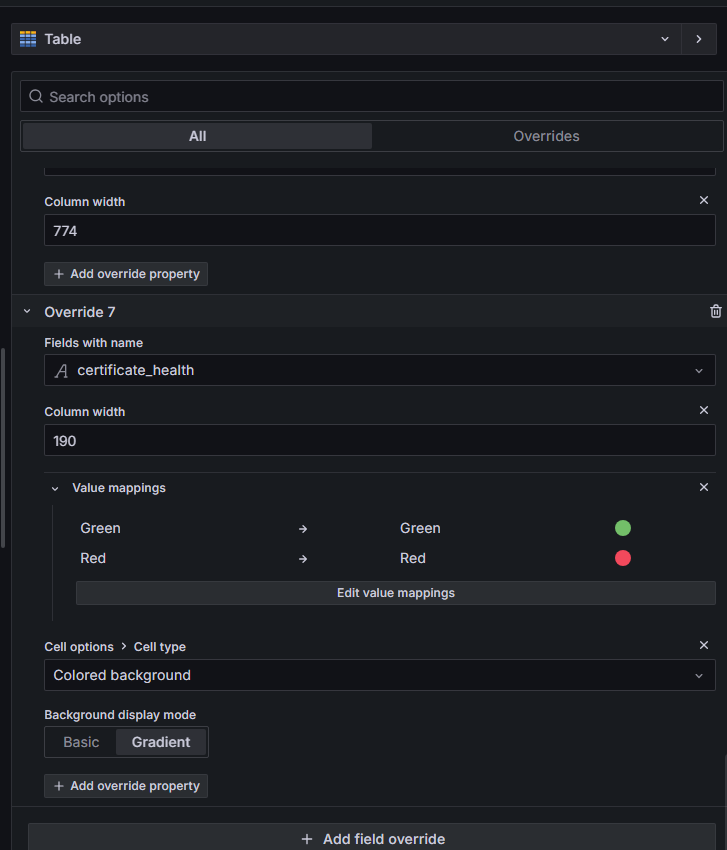 Table
Search options
All Overrides
Column width
774
+ Add override property
Override 7
Fields with name
certificate_health
Column width
190
Value mappings
Green → Green
Red → Red
Edit value mappings
Cell options > Cell type
Colored background
Background display mode
Basic Gradient
+ Add override property
+ Add field override